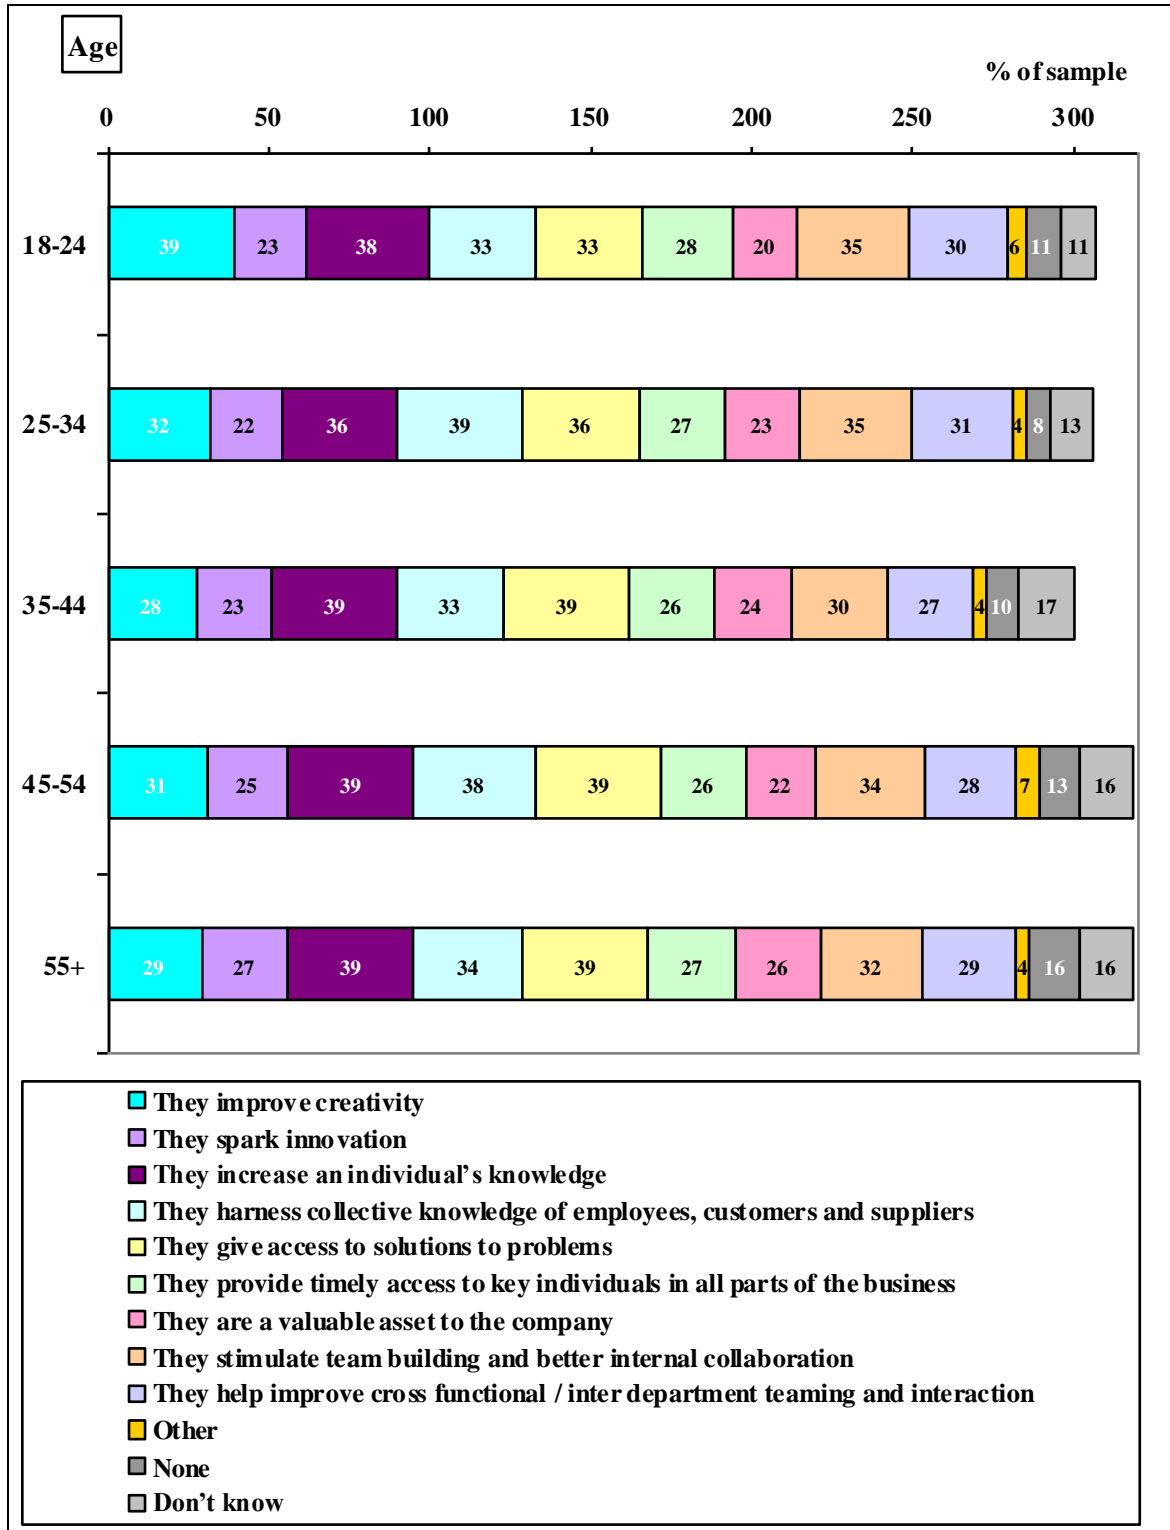 Age
% of sample
0 50 100 150 200 250 300
18-24 39 23 38 33 33 28 20 35 30 6 11 11
25-34 32 22 36 39 36 27 23 35 31 4 8 13
35-44 28 23 39 33 39 26 24 30 27 4 10 17
45-54 31 25 39 38 39 26 22 34 28 7 13 16
55+ 29 27 39 34 39 27 26 32 29 4 16 16
They improve creativity
They spark innovation
They increase an individual’s knowledge
They harness collective knowledge of employees, customers and suppliers
They give access to solutions to problems
They provide timely access to key individuals in all parts of the business
They are a valuable asset to the company
They stimulate team building and better internal collaboration
They help improve cross functional / inter department teaming and interaction
Other
None
Don’t know